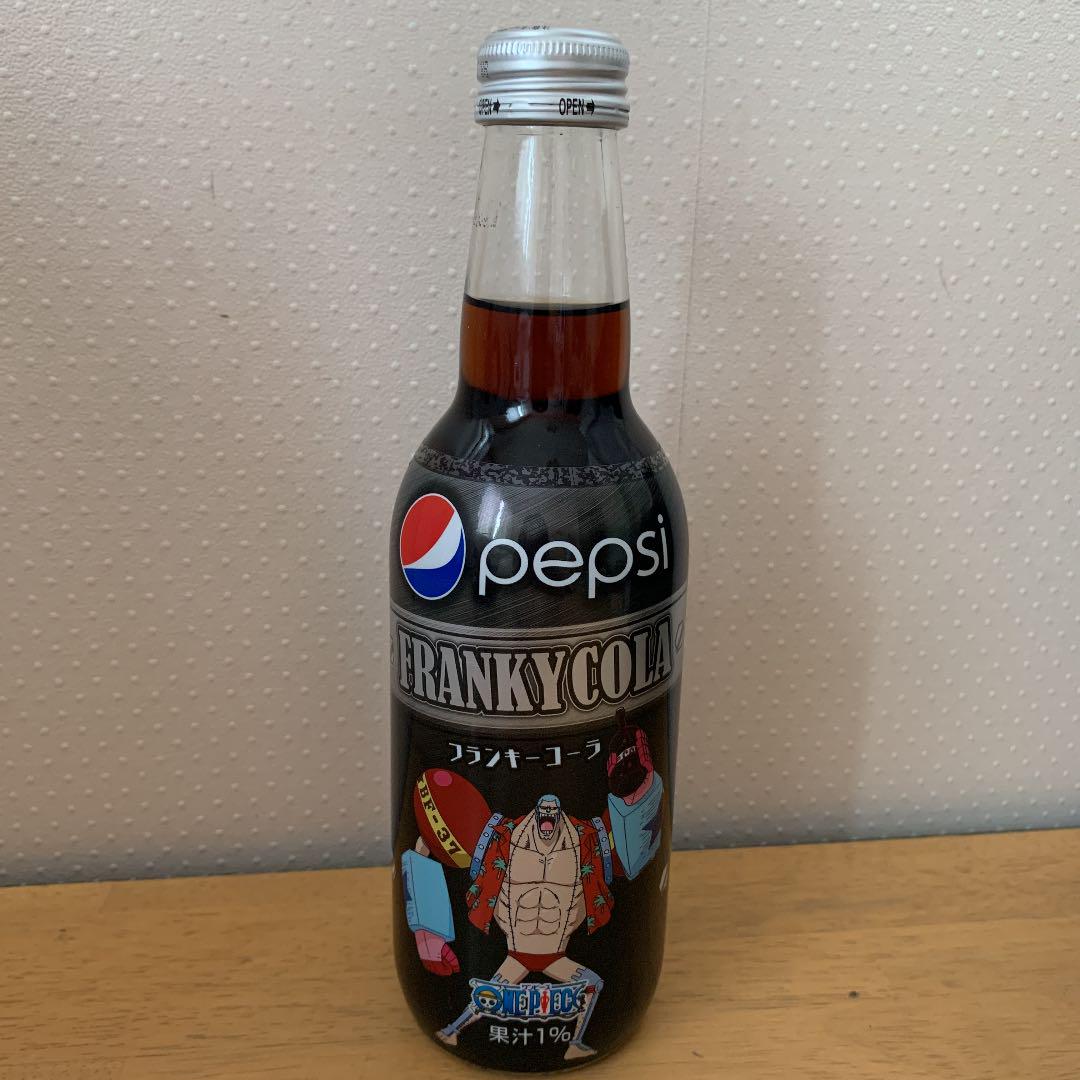 OPEN➡ OPEN➡
pepsi
FRANKY COLA
フランキーコーラ
BF-37
ONE PIECE
果汁1%